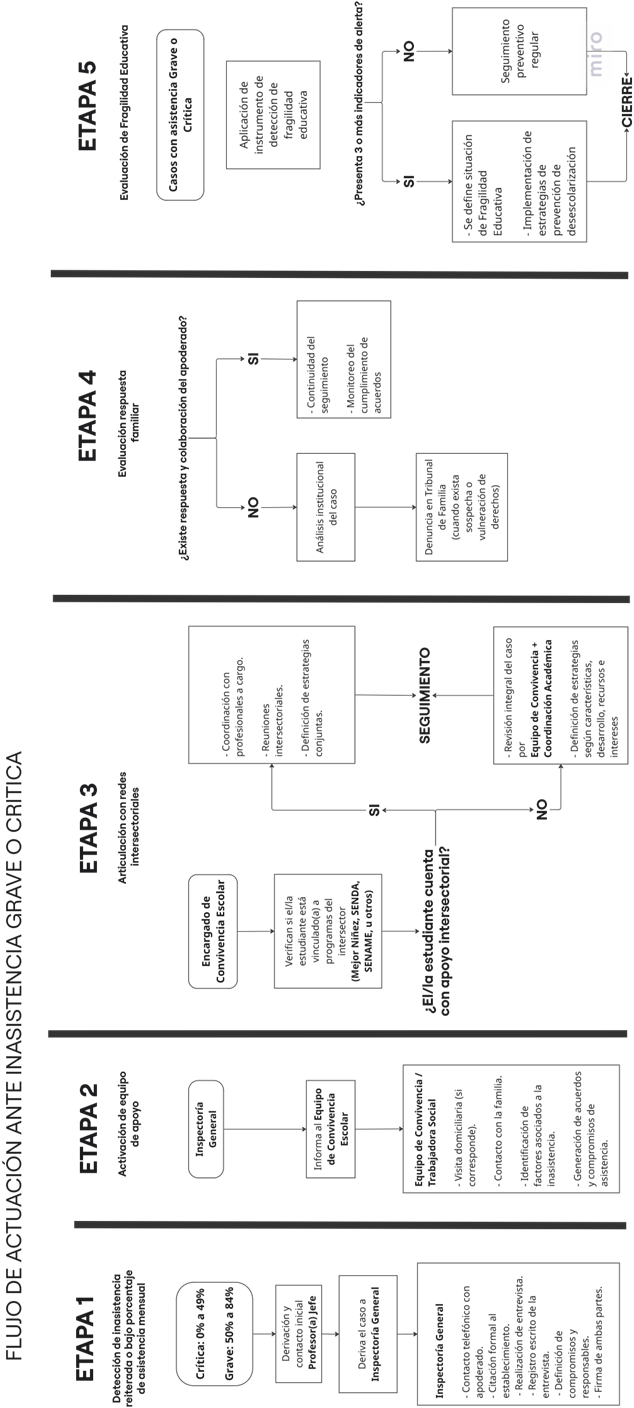 FLUJO DE ACTUACIÓN ANTE INASISTENCIA GRAVE O CRITICA
ETAPA 1
Detección de inasistencia
reiterada o bajo porcentaje
de asistencia mensual
Crítica: 0% a 49%
Grave: 50% a 84%
Derivación y
contacto inicial
Profesor(a) Jefe
Deriva el caso a
Inspectoría General
Inspectoría General
- Contacto telefónico con
apoderado.
- Citación formal al
establecimiento.
- Realización de entrevista.
- Registro escrito de la
entrevista.
- Definición de
compromisos y
responsables.
- Firma de ambas partes.
ETAPA 2
Activación de equipo
de apoyo
Inspectoría
General
Informa al Equipo
de Convivencia
Escolar
Equipo de Convivencia /
Trabajadora Social
- Visita domiciliaria (si
corresponde).
- Contacto con la familia.
- Identificación de
factores asociados a la
inasistencia.
- Generación de acuerdos
y compromisos de
asistencia.
ETAPA 3
Articulación con redes
intersectoriales
Encargado de
Convivencia Escolar
Verifican si el/la
estudiante está
vinculado(a) a
programas del
intersector
(Mejor Niñez, SENDA,
SENAME, u otros)
¿El/la estudiante cuenta
con apoyo intersectorial?
SI
- Coordinación con
profesionales a cargo.
- Reuniones
intersectoriales.
- Definición de estrategias
conjuntas.
NO
- Revisión integral del caso
por
Equipo de Convivencia +
Coordinación Académica
- Definición de estrategias
según características,
desarrollo, recursos e
intereses
SEGUIMIENTO
ETAPA 4
Evaluación respuesta
familiar
¿Existe respuesta y colaboración del apoderado?
NO
Análisis institucional
del caso
Denuncia en Tribunal
de Familia
(cuando exista
sospecha o
vulneración de
derechos)
SI
- Continuidad del
seguimiento
- Monitoreo del
cumplimiento de
acuerdos
ETAPA 5
Evaluación de Fragilidad Educativa
Casos con asistencia Grave o
Crítica
Aplicación de
instrumento de
detección de
fragilidad
educativa
¿Presenta 3 o más indicadores de alerta?
SI
- Se define situación
de Fragilidad
Educativa
- Implementación de
estrategias de
prevención de
desescolarización
NO
Seguimiento
preventivo
regular
CIERRE
miro